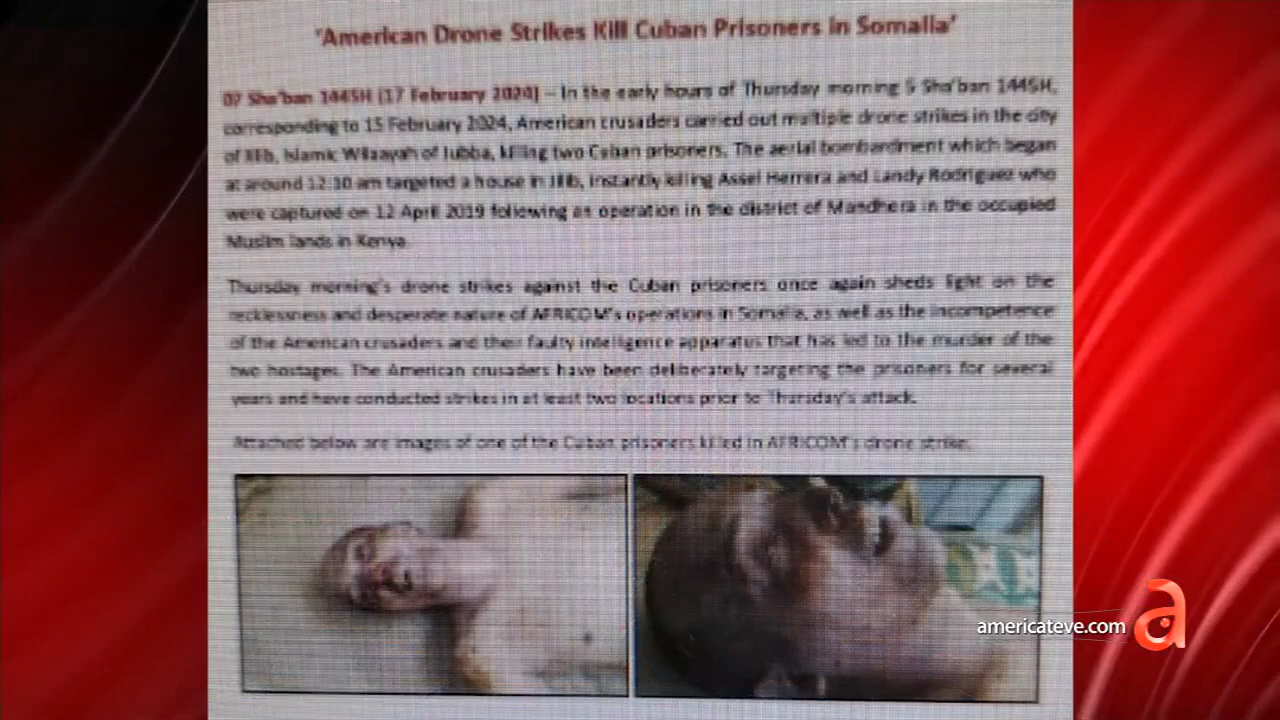 ‘American Drone Strikes Kill Cuban Prisoners in Somalia’
07 Sha’ban 1445H (17 February 2024) – In the early hours of Thursday morning 5 Sha’ban 1445H,
corresponding to 15 February 2024, American crusaders carried out multiple drone strikes in the city
of Jilib, Islamic Wilaayah of Jubba, killing two Cuban prisoners. The aerial bombardment which began
at around 12:10 am targeted a house in Jilib, instantly killing Assel Herrera and Landy Rodriguez who
were captured on 12 April 2019 following an operation in the district of Mandhera in the occupied
Muslim lands in Kenya.
Thursday morning’s drone strikes against the Cuban prisoners once again sheds light on the
recklessness and desperate nature of AFRICOM’s operations in Somalia, as well as the incompetence
of the American crusaders and their faulty intelligence apparatus that has led to the murder of the
two hostages. The American crusaders have been deliberately targeting the prisoners for several
years and have conducted strikes in at least two locations prior to Thursday’s attack.
Attached below are images of one of the Cuban prisoners killed in AFRICOM’s drone strike.
americateve.com
a